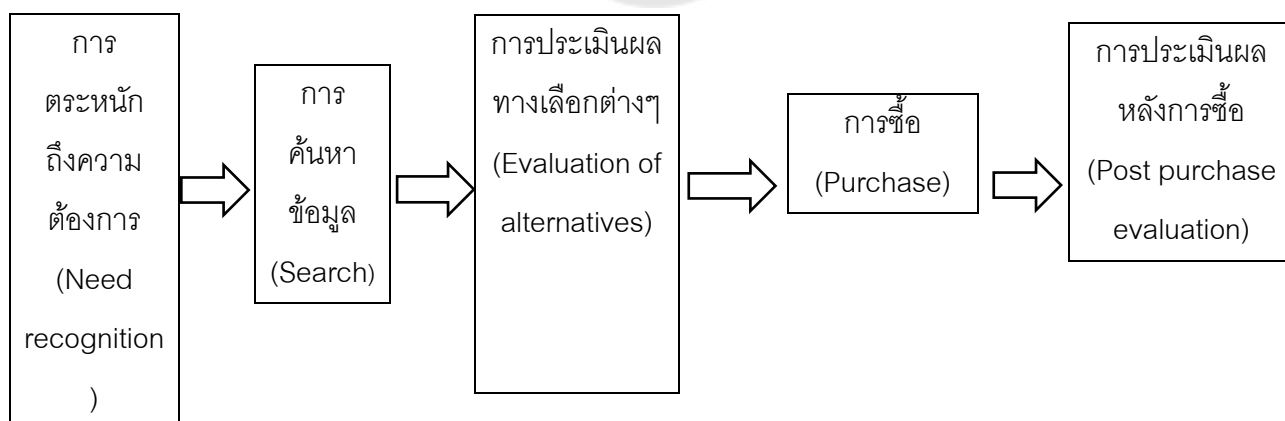 การ
ตระหนัก
ถึงความ
ต้องการ
(Need
recognition
)
การ
ค้นหา
ข้อมูล
(Search)
การประเมินผล
ทางเลือกต่างๆ
(Evaluation of
alternatives)
การซื้อ
(Purchase)
การประเมินผล
หลังการซื้อ
(Post purchase
evaluation)